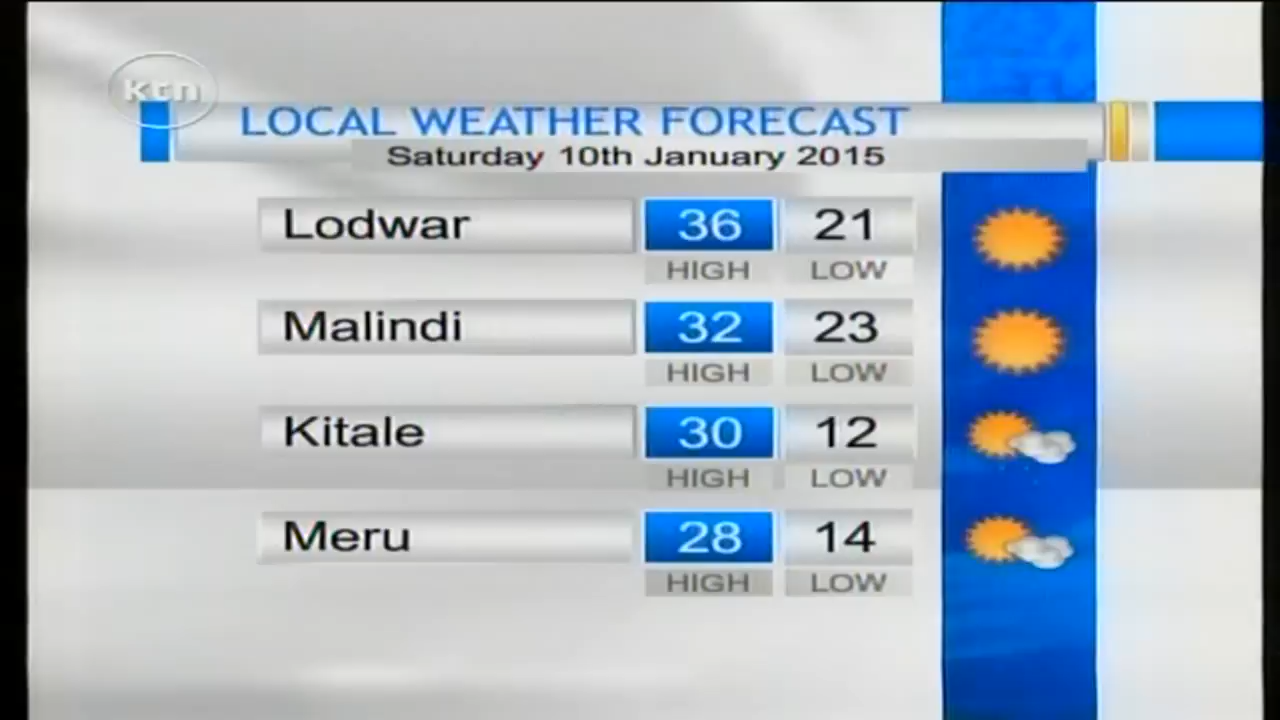 ktn
LOCAL WEATHER FORECAST
Saturday 10th January 2015
Lodwar 36 21
HIGH LOW
Malindi 32 23
HIGH LOW
Kitale 30 12
HIGH LOW
Meru 28 14
HIGH LOW